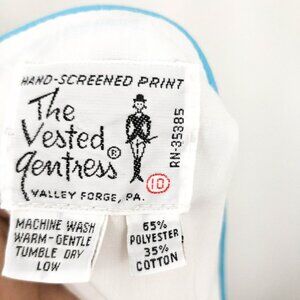 HAND-SCREENED PRINT
The
Vested
Gentress®
VALLEY FORGE, PA.
RN-35385
10
MACHINE WASH
WARM-GENTLE
TUMBLE DRY
LOW
65%
POLYESTER
35%
COTTON